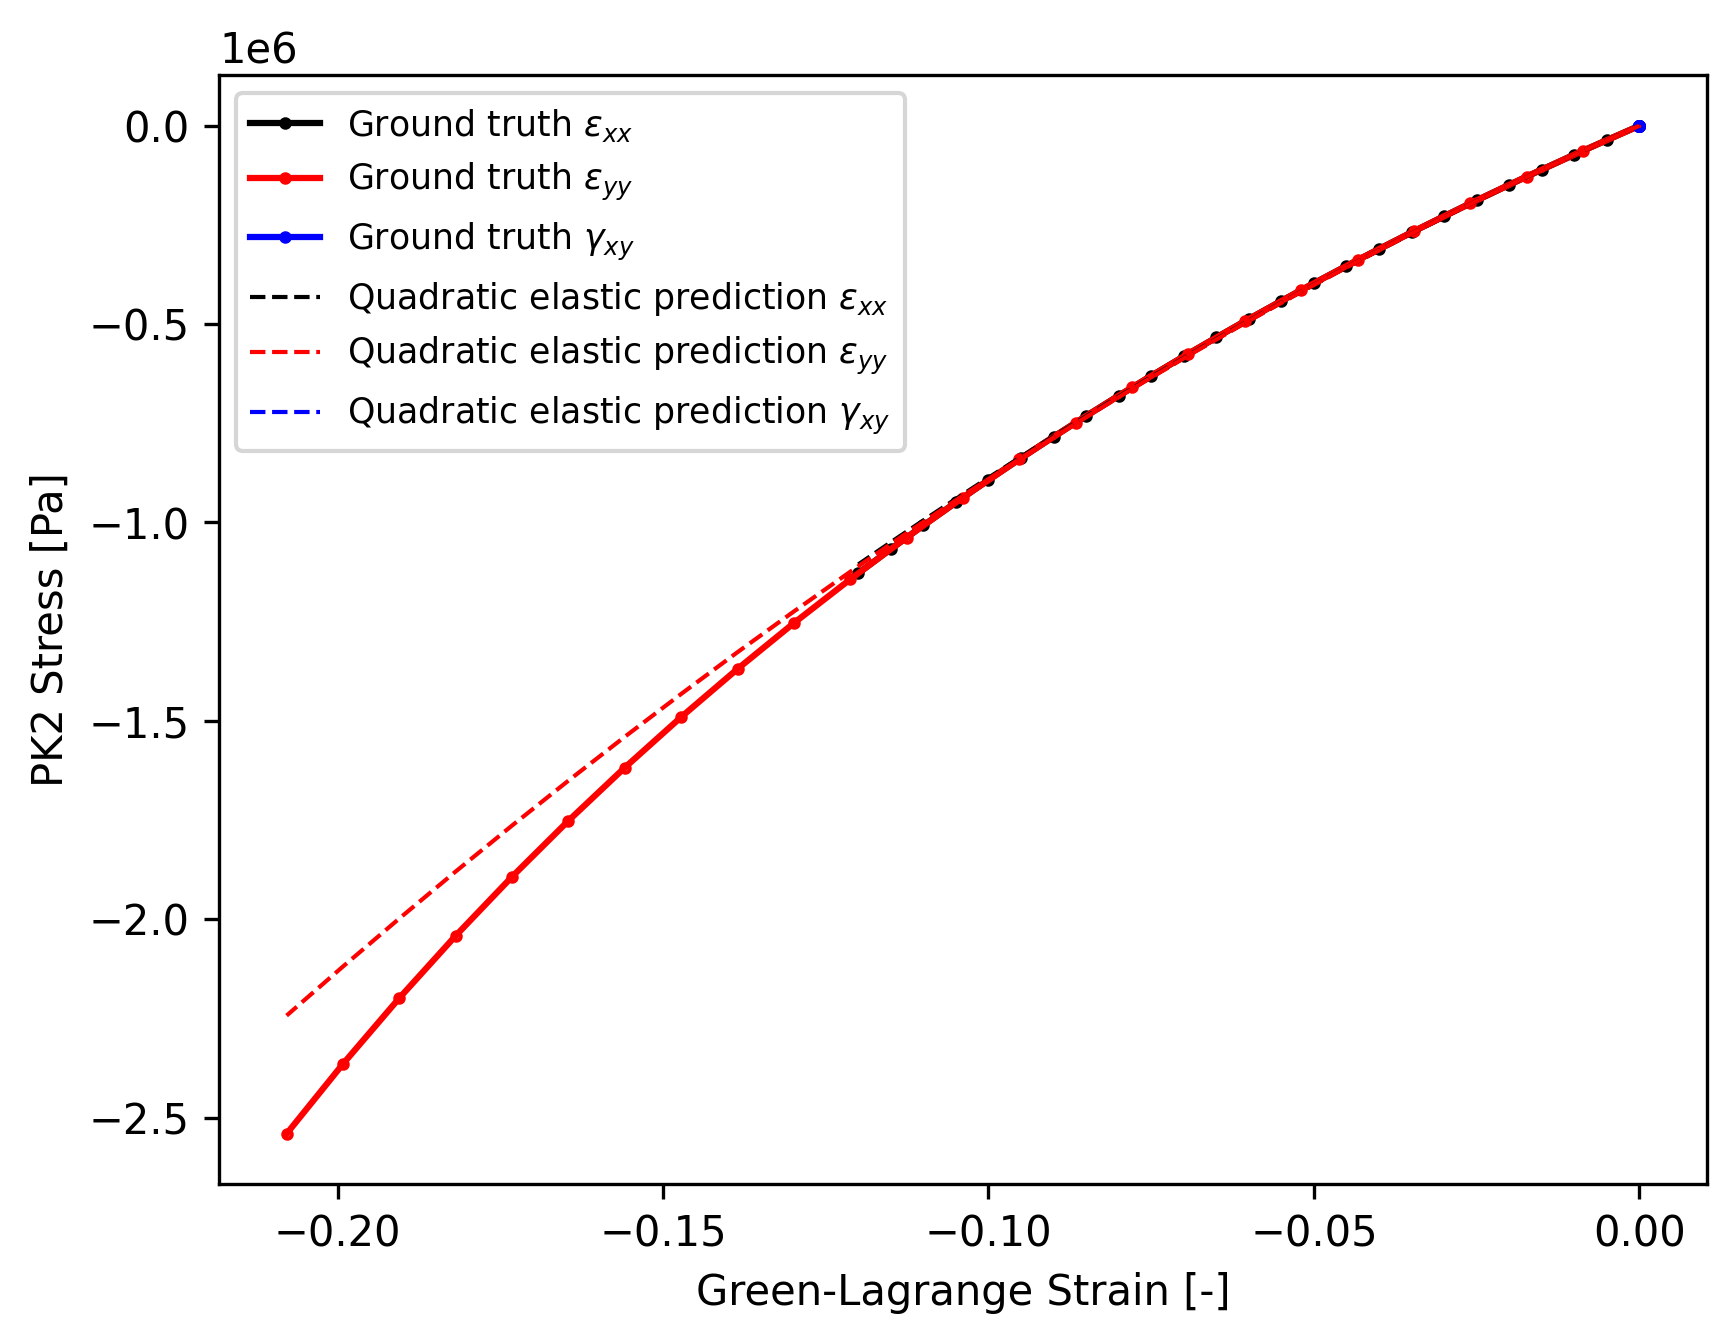 1e6
0.0
−0.5
−1.0
−1.5
−2.0
−2.5
PK2 Stress [Pa]
Ground truth εxx
Ground truth εyy
Ground truth γxy
Quadratic elastic prediction εxx
Quadratic elastic prediction εyy
Quadratic elastic prediction γxy
−0.20 −0.15 −0.10 −0.05 0.00
Green-Lagrange Strain [-]